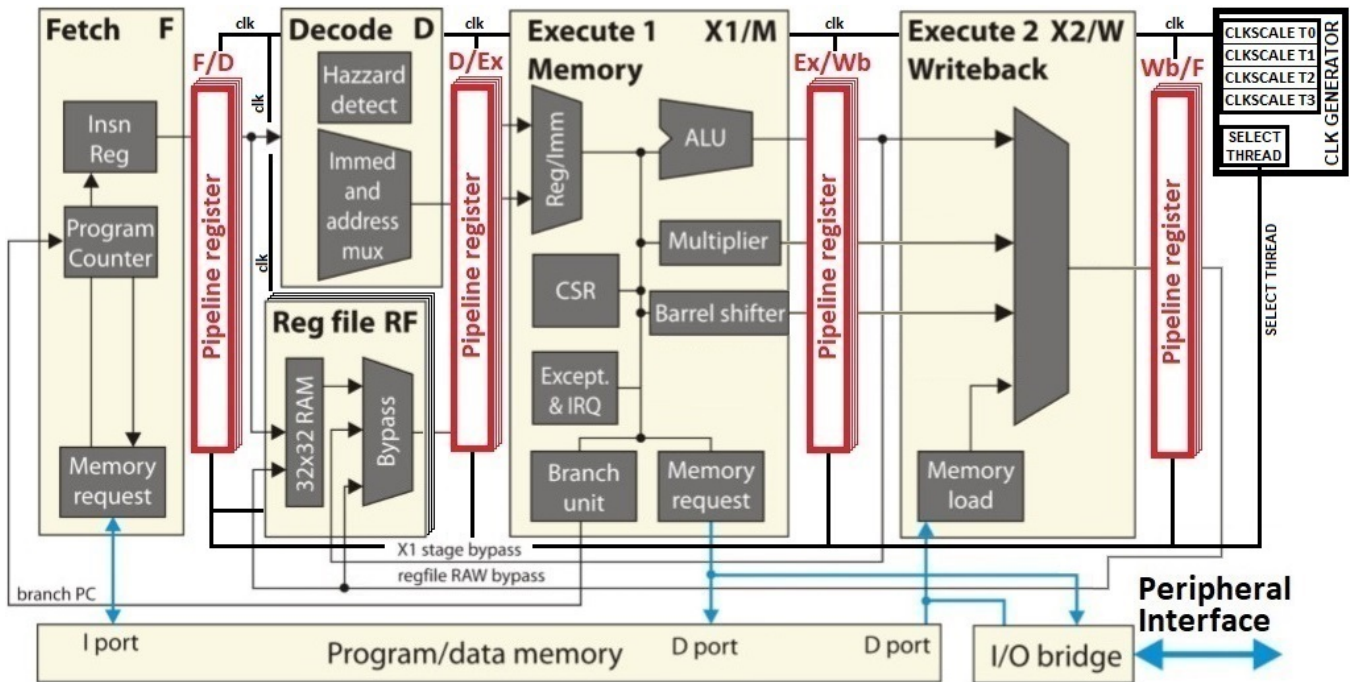 Fetch F
Insn
Reg
Program
Counter
Memory
request
F/D
Pipeline register
clk
clk
clk
Decode D
Hazzard
detect
Immed
and
address
mux
Reg file RF
32x32 RAM
Bypass
clk
D/Ex
Pipeline register
Execute 1 X1/M
Memory
Reg/Imm
ALU
Multiplier
CSR
Barrel shifter
Except.
& IRQ
Branch
unit
Memory
request
clk
Ex/Wb
Pipeline register
Execute 2 X2/W
Writeback
Memory
load
clk
Wb/F
Pipeline register
CLKSCALE T0
CLKSCALE T1
CLKSCALE T2
CLKSCALE T3
SELECT
THREAD
CLK GENERATOR
SELECT THREAD
X1 stage bypass
regfile RAW bypass
branch PC
I port
Program/data memory
D port
D port
I/O bridge
Peripheral
Interface